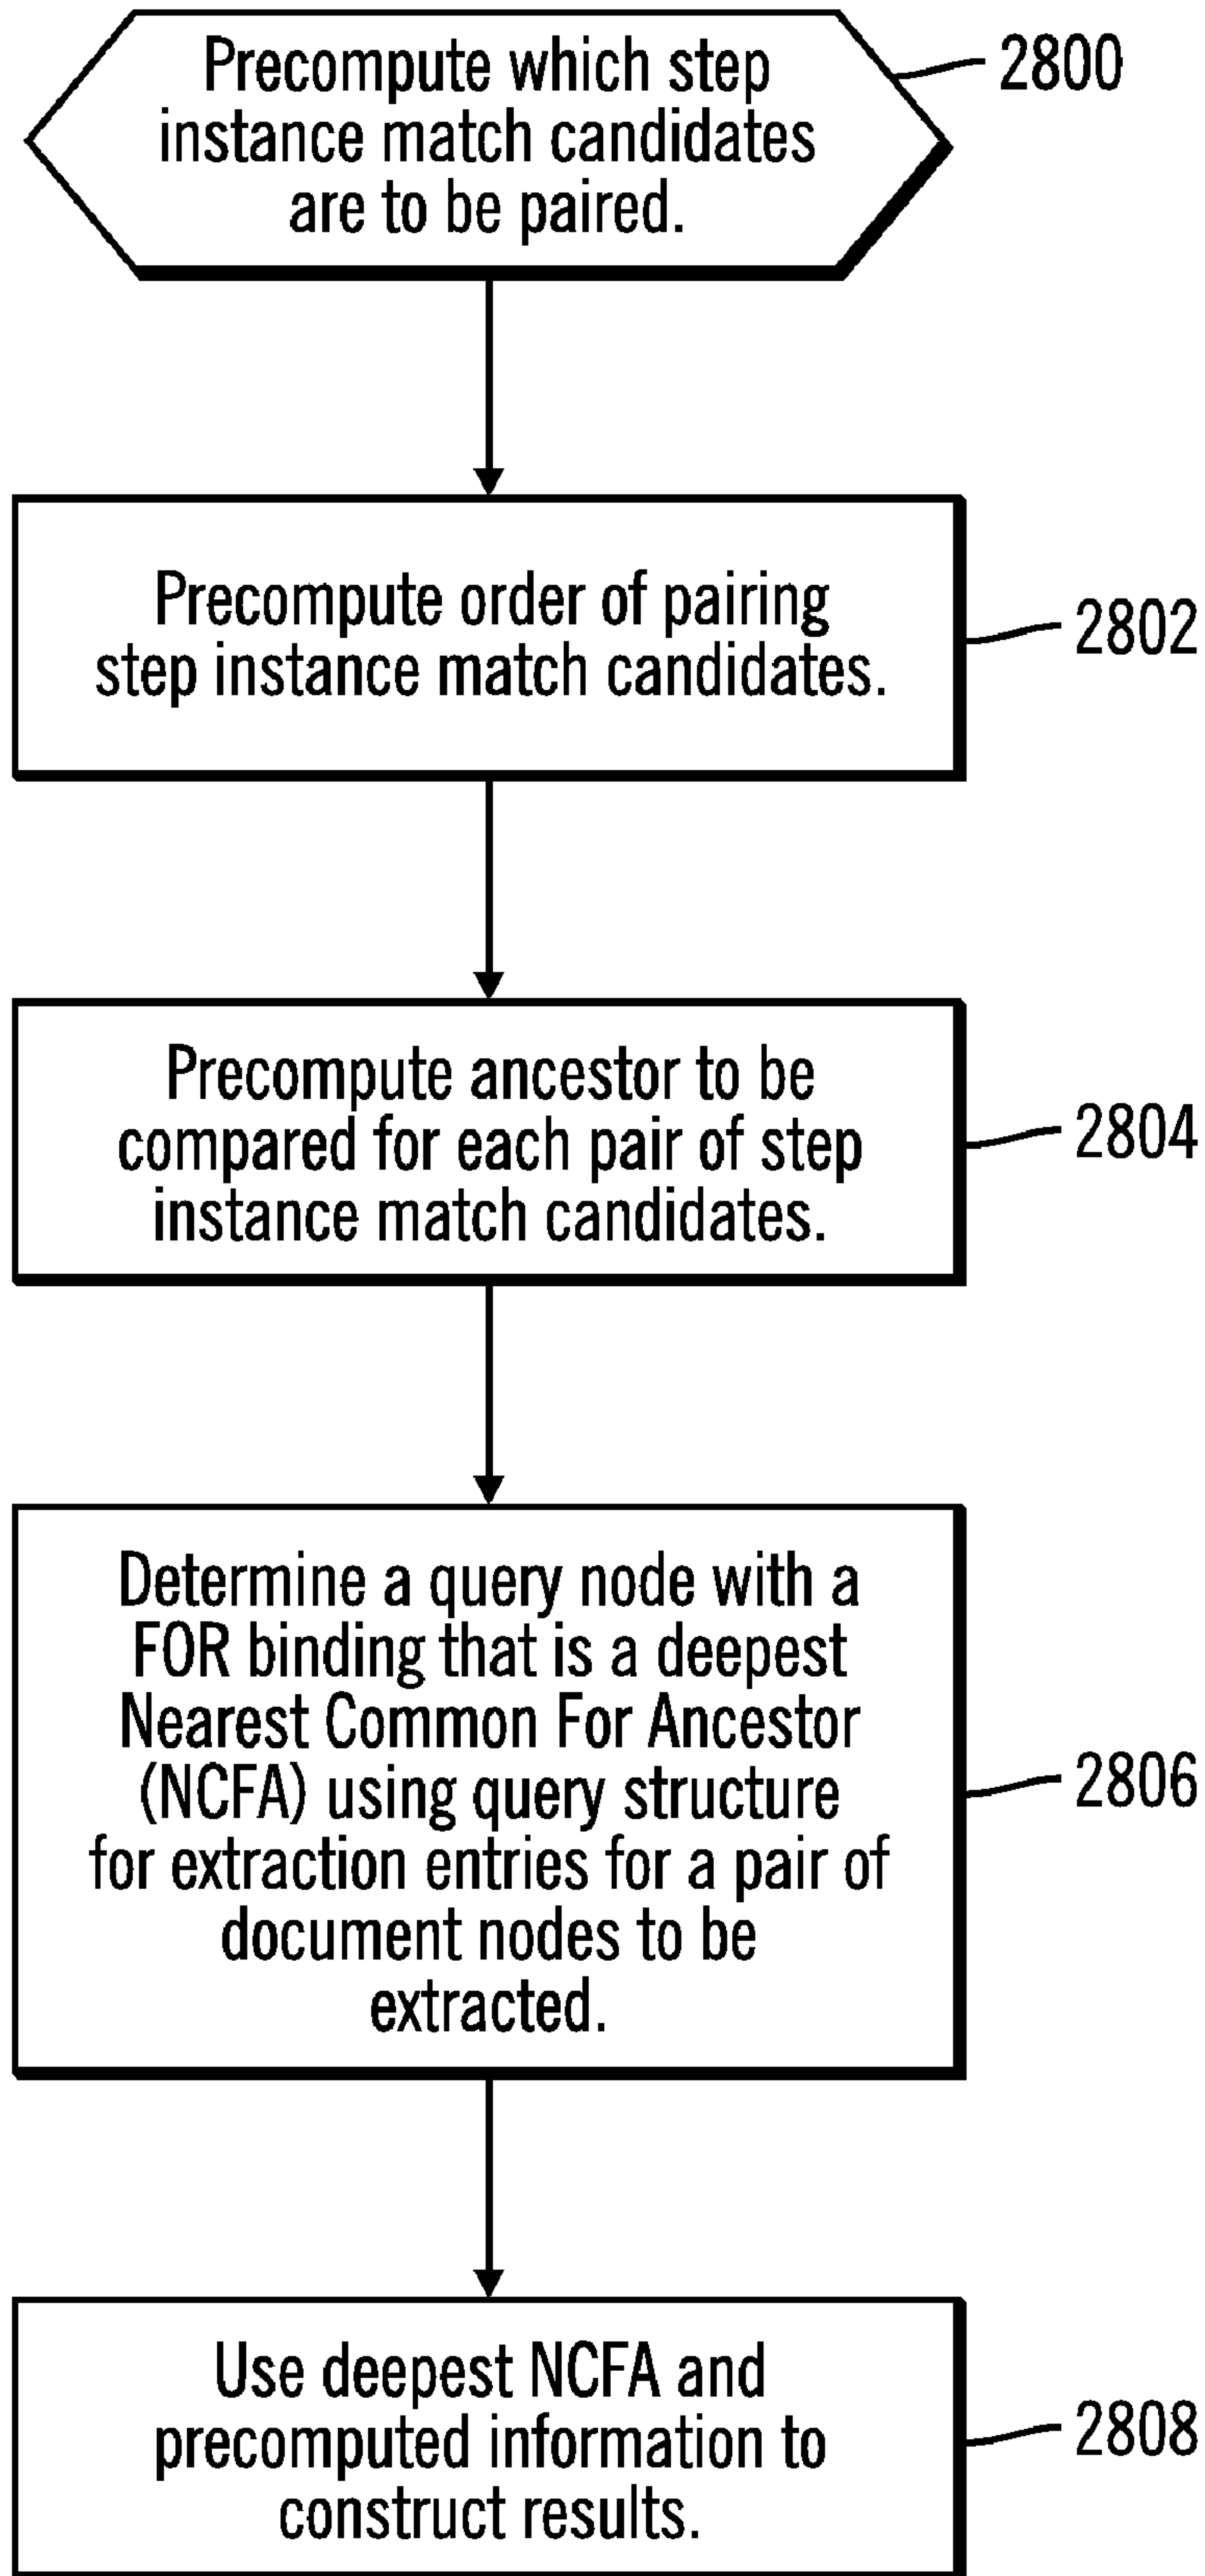 Precompute which step
instance match candidates
are to be paired.
2800
Precompute order of pairing
step instance match candidates.
2802
Precompute ancestor to be
compared for each pair of step
instance match candidates.
2804
Determine a query node with a
FOR binding that is a deepest
Nearest Common For Ancestor
(NCFA) using query structure
for extraction entries for a pair of
document nodes to be
extracted.
2806
Use deepest NCFA and
precomputed information to
construct results.
2808